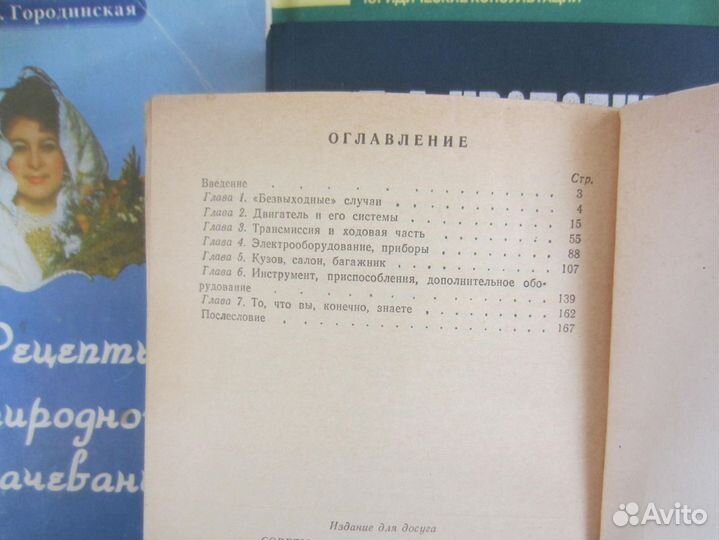 . Городинская
ЮРИДИЧЕСКИЕ КОНСУЛЬТАЦИИ
ОГЛАВЛЕНИЕ
Стр.
Введение . . . . . . . . . . . . 3
Глава 1. «Безвыходные» случаи . . . . . . . 4
Глава 2. Двигатель и его системы . . . . . . 15
Глава 3. Трансмиссия и ходовая часть . . . . . 55
Глава 4. Электрооборудование, приборы . . . . . 88
Глава 5. Кузов, салон, багажник . . . . . . 107
Глава 6. Инструмент, приспособления, дополнительное обо-
рудование . . . . . . . . . . . 139
Глава 7. То, что вы, конечно, знаете . . . . . 162
Послесловие . . . . . . . . . . . 167
Рецепты
иродно
ачеван
Издание для досуга
Avito